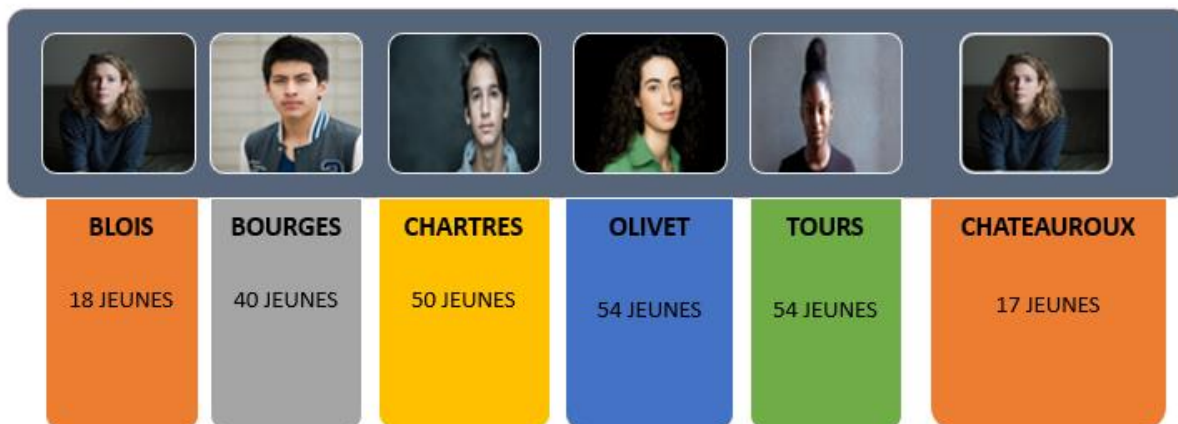 BLOIS
18 JEUNES
BOURGES
40 JEUNES
CHARTRES
50 JEUNES
OLIVET
54 JEUNES
TOURS
54 JEUNES
CHATEAUROUX
17 JEUNES